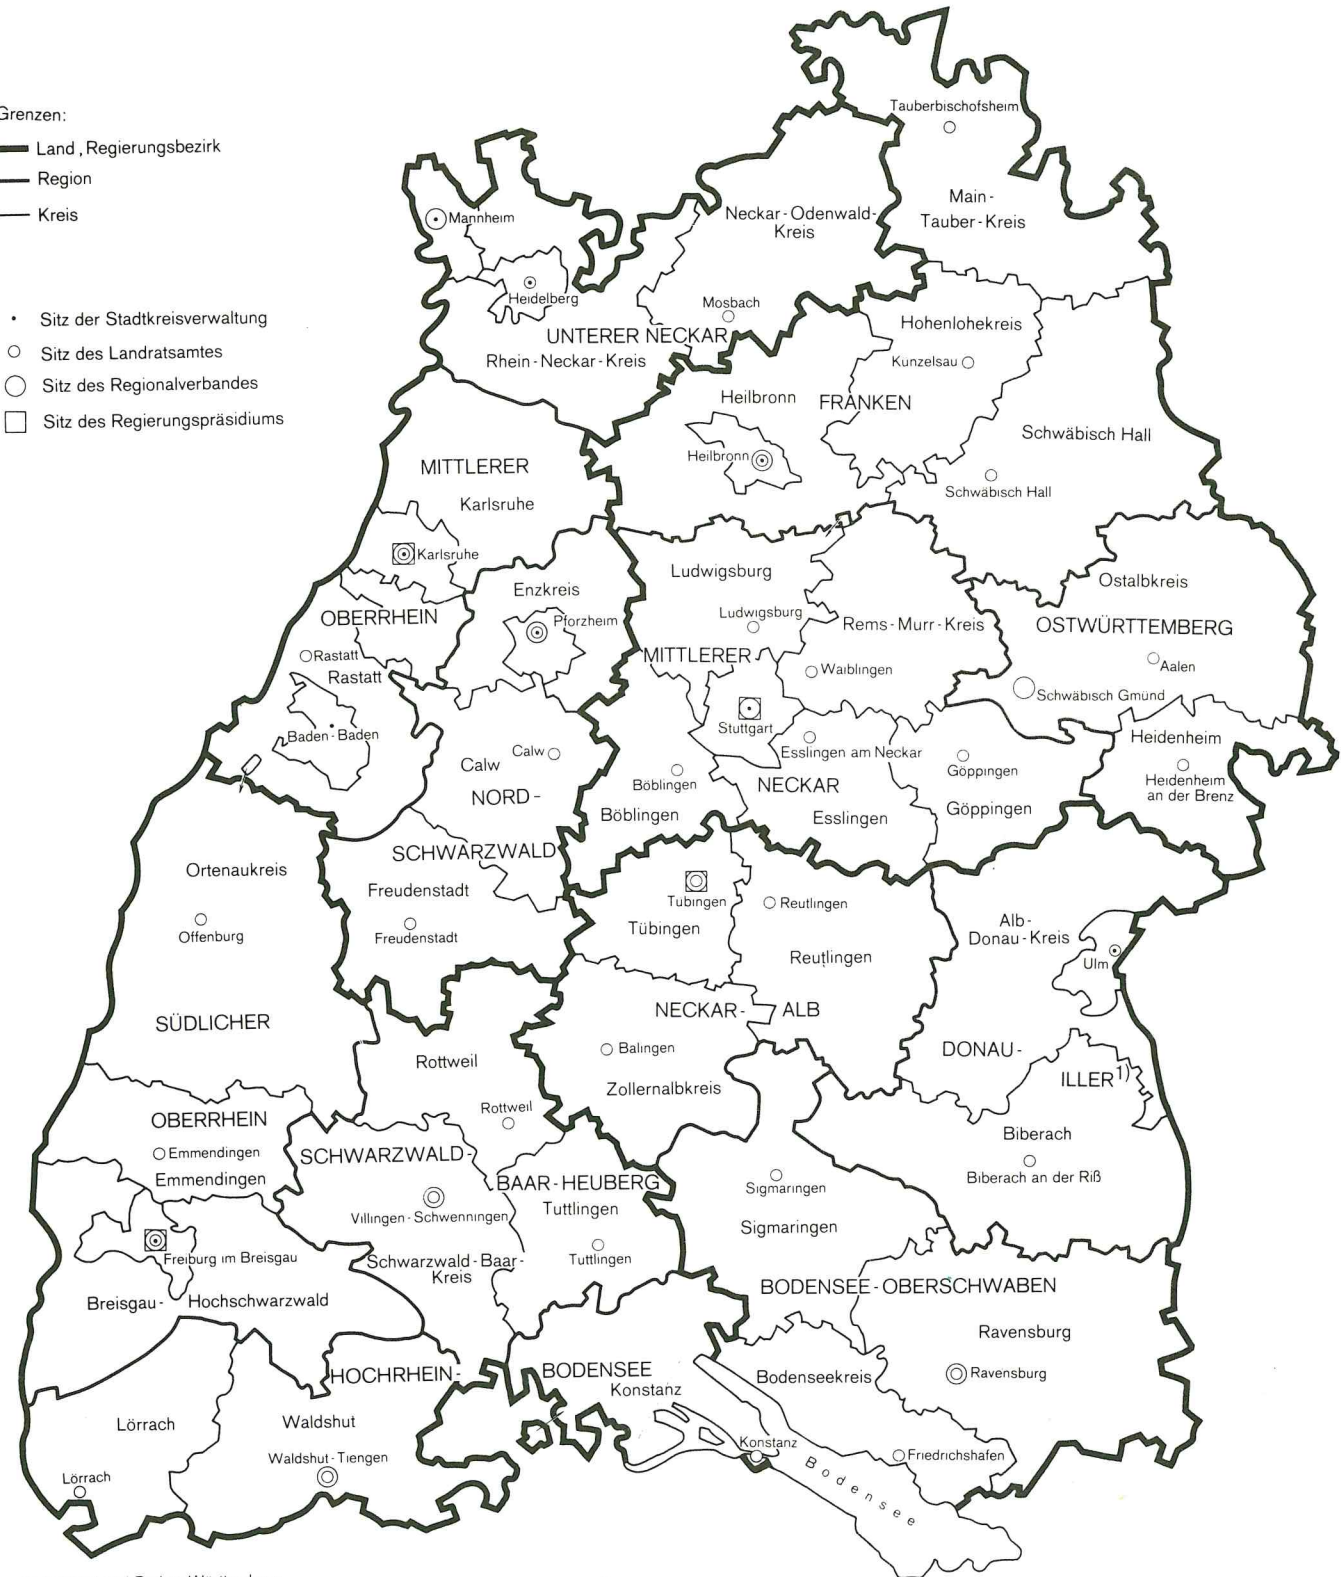 Grenzen:
Land, Regierungsbezirk
Region
Kreis
Sitz der Stadtkreisverwaltung
Sitz des Landratsamtes
Sitz des Regionalverbandes
Sitz des Regierungspräsidiums
Tauberbischofsheim
Main-
Tauber-Kreis
Mannheim
Neckar-Odenwald-
Kreis
Heidelberg
Mosbach
UNTERER NECKAR
Rhein-Neckar-Kreis
Hohenlohekreis
Künzelsau
Heilbronn
FRANKEN
Schwäbisch Hall
Heilbronn
Schwäbisch Hall
MITTLERER
Karlsruhe
Karlsruhe
Enzkreis
Pforzheim
OBERRHEIN
Rastatt
Rastatt
Baden-Baden
Ludwigsburg
Ludwigsburg
Rems-Murr-Kreis
MITTLERER
Waiblingen
Ostalbkreis
OSTWÜRTTEMBERG
Aalen
Schwäbisch Gmünd
Stuttgart
Esslingen am Neckar
Heidenheim
Heidenheim
an der Brenz
Göppingen
Göppingen
Calw
Calw
NORD-
Böblingen
Böblingen
NECKAR
Esslingen
SCHWARZWALD
Freudenstadt
Freudenstadt
Ortenaukreis
Offenburg
SÜDLICHER
Tübingen
Tübingen
Reutlingen
Reutlingen
Alb-
Donau-Kreis
Ulm
NECKAR- ALB
Balingen
Zollernalbkreis
DONAU-
ILLER 1)
Rottweil
Rottweil
OBERRHEIN
Emmendingen
Emmendingen
SCHWARZWALD-
BAAR-HEUBERG
Villingen-Schwenningen
Tuttlingen
Tuttlingen
Schwarzwald-Baar-
Kreis
Biberach
Biberach an der Riß
Sigmaringen
Sigmaringen
Freiburg im Breisgau
Breisgau- Hochschwarzwald
BODENSEE-OBERSCHWABEN
Ravensburg
Ravensburg
HOCHRHEIN-
BODENSEE
Konstanz
Bodenseekreis
Lörrach
Lörrach
Waldshut
Waldshut-Tiengen
Konstanz
Friedrichshafen
Bodensee